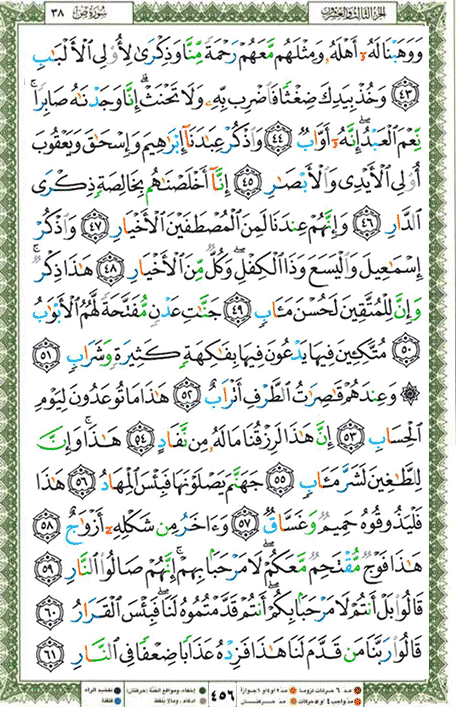 الجزء الثالث والعشرون سورة ص ٣٨
وَوَهَبْنَا لَهُۥٓ أَهْلَهُۥ وَمِثْلَهُم مَّعَهُمْ رَحْمَةً مِّنَّا وَذِكْرَىٰ لِأُو۟لِى ٱلْأَلْبَٰبِ
﴿٤٣﴾ وَخُذْ بِيَدِكَ ضِغْثًا فَٱضْرِب بِّهِۦ وَلَا تَحْنَثْ ۗ إِنَّا وَجَدْنَٰهُ صَابِرًا ۚ
نِّعْمَ ٱلْعَبْدُ ۖ إِنَّهُۥٓ أَوَّابٌ ﴿٤٤﴾ وَٱذْكُرْ عِبَٰدَنَآ إِبْرَٰهِيمَ وَإِسْحَٰقَ وَيَعْقُوبَ
أُو۟لِى ٱلْأَيْدِى وَٱلْأَبْصَٰرِ ﴿٤٥﴾ إِنَّآ أَخْلَصْنَٰهُم بِخَالِصَةٍ ذِكْرَى
ٱلدَّارِ ﴿٤٦﴾ وَإِنَّهُمْ عِندَنَا لَمِنَ ٱلْمُصْطَفَيْنَ ٱلْأَخْيَارِ ﴿٤٧﴾ وَٱذْكُرْ
إِسْمَٰعِيلَ وَٱلْيَسَعَ وَذَا ٱلْكِفْلِ ۖ وَكُلٌّ مِّنَ ٱلْأَخْيَارِ ﴿٤٨﴾ هَٰذَا ذِكْرٌ ۚ
وَإِنَّ لِلْمُتَّقِينَ لَحُسْنَ مَـَٔابٍ ﴿٤٩﴾ جَنَّٰتِ عَدْنٍ مُّفَتَّحَةً لَّهُمُ ٱلْأَبْوَٰبُ
﴿٥٠﴾ مُتَّكِـِٔينَ فِيهَا يَدْعُونَ فِيهَا بِفَٰكِهَةٍ كَثِيرَةٍ وَشَرَابٍ ﴿٥١﴾
۞ وَعِندَهُمْ قَٰصِرَٰتُ ٱلطَّرْفِ أَتْرَابٌ ﴿٥٢﴾ هَٰذَا مَا تُوعَدُونَ لِيَوْمِ
ٱلْحِسَابِ ﴿٥٣﴾ إِنَّ هَٰذَا لَرِزْقُنَا مَا لَهُۥ مِن نَّفَادٍ ﴿٥٤﴾ هَٰذَا ۚ وَإِنَّ
لِلطَّٰغِينَ لَشَرَّ مَـَٔابٍ ﴿٥٥﴾ جَهَنَّمَ يَصْلَوْنَهَا فَبِئْسَ ٱلْمِهَادُ ﴿٥٦﴾ هَٰذَا
فَلْيَذُوقُوهُ حَمِيمٌ وَغَسَّاقٌ ﴿٥٧﴾ وَءَاخَرُ مِن شَكْلِهِۦٓ أَزْوَٰجٌ ﴿٥٨﴾
هَٰذَا فَوْجٌ مُّقْتَحِمٌ مَّعَكُمْ ۖ لَا مَرْحَبًۢا بِهِمْ ۚ إِنَّهُمْ صَالُوا۟ ٱلنَّارِ ﴿٥٩﴾
قَالُوا۟ بَلْ أَنتُمْ لَا مَرْحَبًۢا بِكُمْ ۖ أَنتُمْ قَدَّمْتُمُوهُ لَنَا ۖ فَبِئْسَ ٱلْقَرَارُ ﴿٦٠﴾
قَالُوا۟ رَبَّنَا مَن قَدَّمَ لَنَا هَٰذَا فَزِدْهُ عَذَابًا ضِعْفًا فِى ٱلنَّارِ ﴿٦١﴾
مدّ ٦ حركات لزوما مدّ ٢ او ٤ او ٦ جوازا ٤٥٦ إخفاء، ومواقع الغنّة (حركتان) تفخيم الراء
مدّ واجب ٤ او ٥ حركات مدّ حركتان إدغام، وما لا يلفظ قلقلة